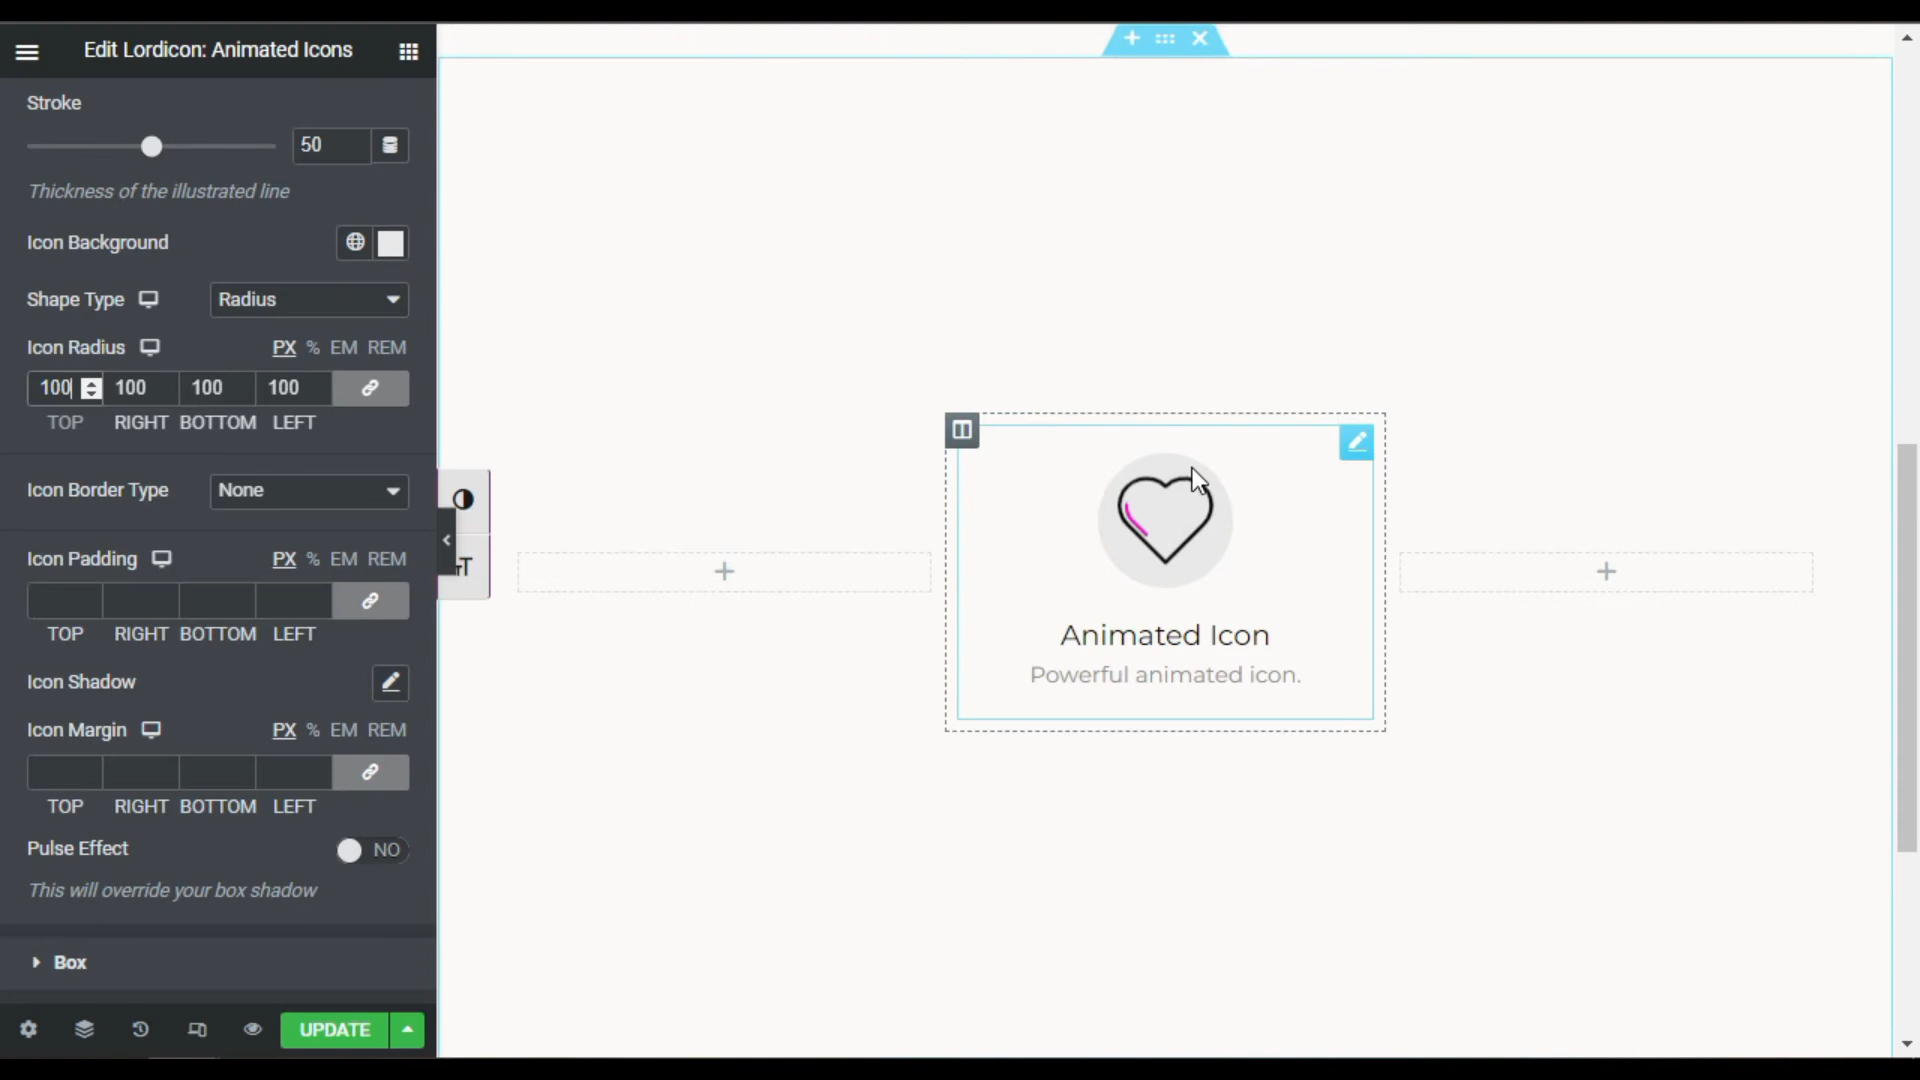 Edit Lordicon: Animated Icons
Stroke
50
Thickness of the illustrated line
Icon Background
Shape Type Radius
Icon Radius PX % EM REM
100 100 100 100
TOP RIGHT BOTTOM LEFT
Icon Border Type None
Icon Padding PX % EM REM
TOP RIGHT BOTTOM LEFT
Icon Shadow
Icon Margin PX % EM REM
TOP RIGHT BOTTOM LEFT
Pulse Effect NO
This will override your box shadow
Box
UPDATE
Animated Icon
Powerful animated icon.